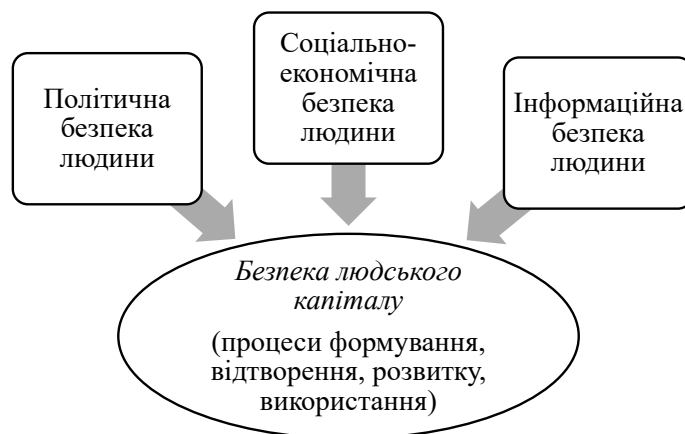 Політична
безпека
людини
Соціально-
економічна
безпека
людини
Інформаційна
безпека
людини
Безпека людського
капіталу
(процеси формування,
відтворення, розвитку,
використання)